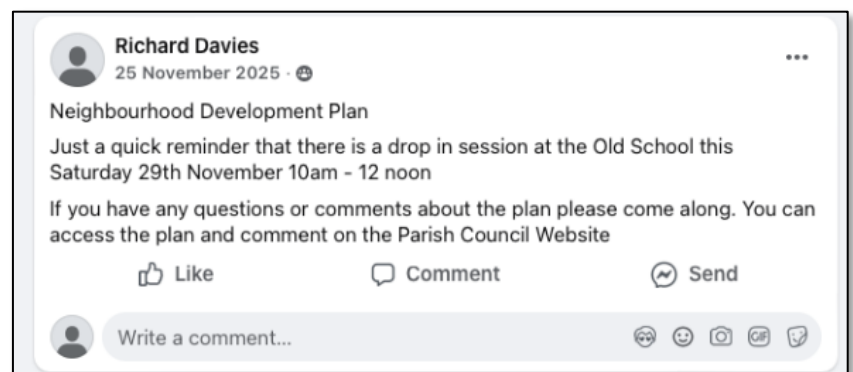 Richard Davies
25 November 2025 ·
Neighbourhood Development Plan
Just a quick reminder that there is a drop in session at the Old School this
Saturday 29th November 10am - 12 noon
If you have any questions or comments about the plan please come along. You can
access the plan and comment on the Parish Council Website
Like Comment Send
Write a comment... GIF